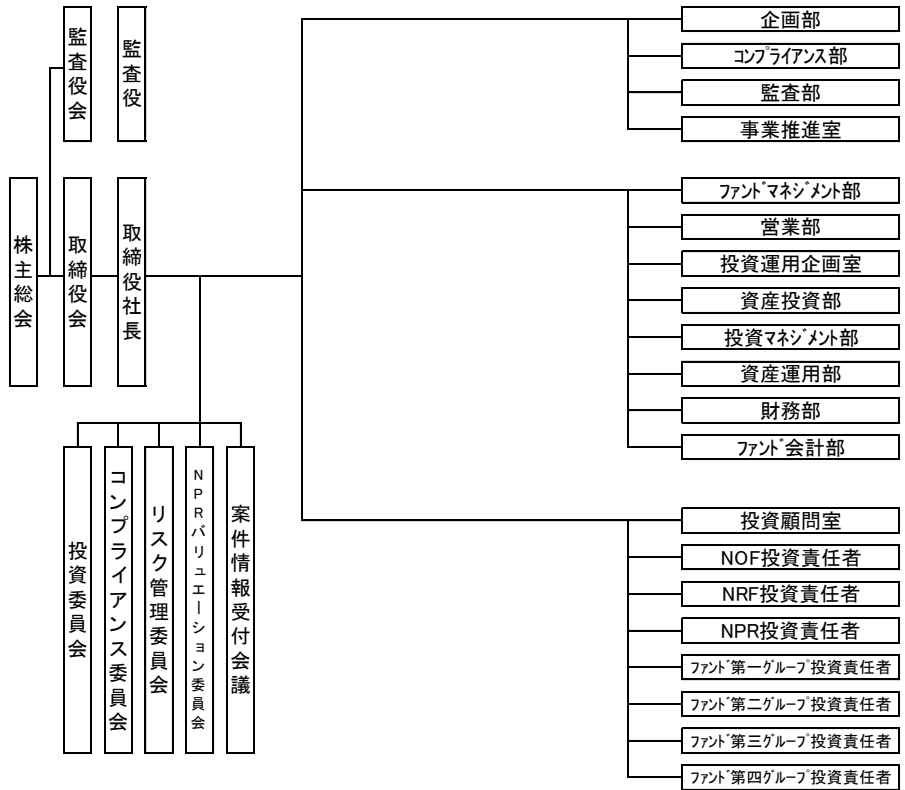 監査役会
監査役
株主総会
取締役会
取締役社長
投資委員会
コンプライアンス委員会
リスク管理委員会
NPRバリュエーション委員会
案件情報受付会議
企画部
コンプライアンス部
監査部
事業推進室
ファンドマネジメント部
営業部
投資運用企画室
資産投資部
投資マネジメント部
資産運用部
財務部
ファンド会計部
投資顧問室
NOF投資責任者
NRF投資責任者
NPR投資責任者
ファンド第一グループ投資責任者
ファンド第二グループ投資責任者
ファンド第三グループ投資責任者
ファンド第四グループ投資責任者